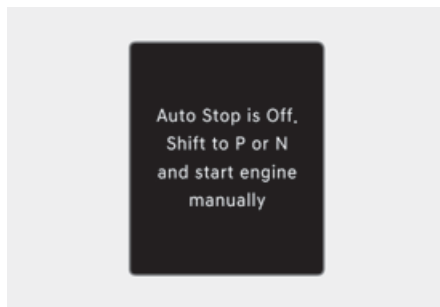 Auto Stop is Off.
Shift to P or N
and start engine
manually